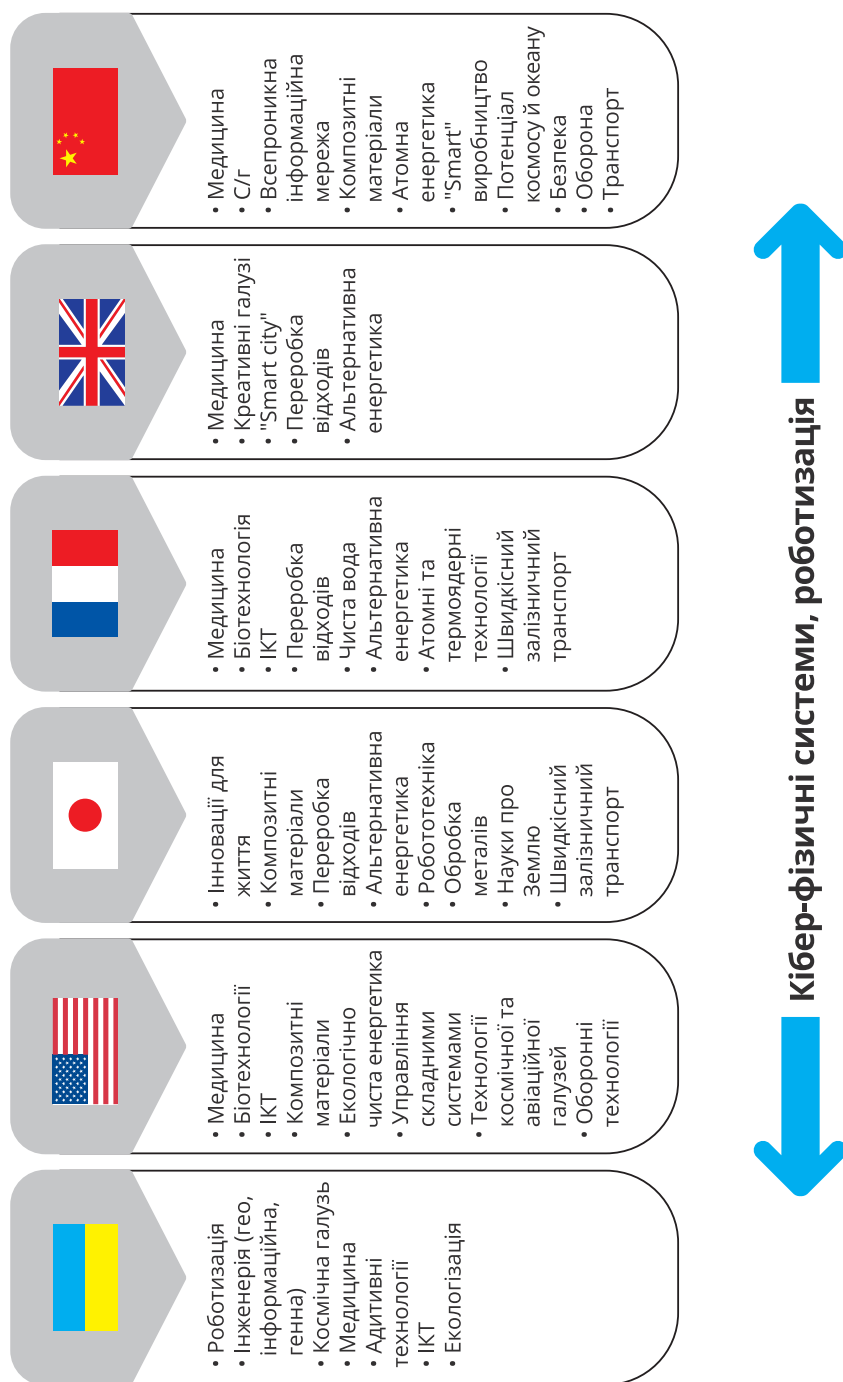 • Роботизація
• Інженерія (гео,
інформаційна,
генна)
• Космічна галузь
• Медицина
• Адитивні
технології
• ІКТ
• Екологізація
• Медицина
• Біотехнології
• ІКТ
• Композитні
матеріали
• Екологічно
чиста енергетика
• Управління
складними
системами
• Технології
космічної та
авіаційної
галузей
• Оборонні
технології
• Інновації для
життя
• Композитні
матеріали
• Переробка
відходів
• Альтернативна
енергетика
• Робототехніка
• Обробка
металів
• Науки про
Землю
• Швидкісний
залізничний
транспорт
• Медицина
• Біотехнологія
• ІКТ
• Переробка
відходів
• Чиста вода
• Альтернативна
енергетика
• Атомні та
термоядерні
технології
• Швидкісний
залізничний
транспорт
• Медицина
• Креативні галузі
• "Smart city"
• Переробка
відходів
• Альтернативна
енергетика
• Медицина
• С/г
• Всепроникна
інформаційна
мережа
• Композитні
матеріали
• Атомна
енергетика
• "Smart"
виробництво
• Потенціал
космосу й океану
• Безпека
• Оборона
• Транспорт
Кібер-фізичні системи, роботизація